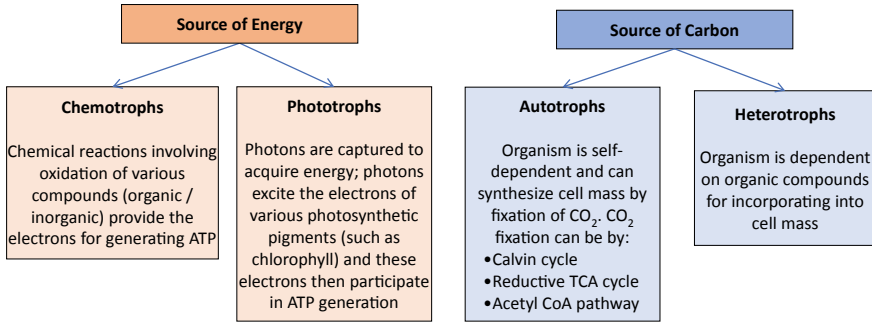 Source of Energy
Source of Carbon
Chemotrophs
Chemical reactions involving
oxidation of various
compounds (organic /
inorganic) provide the
electrons for generating ATP
Phototrophs
Photons are captured to
acquire energy; photons
excite the electrons of
various photosynthetic
pigments (such as
chlorophyll) and these
electrons then participate
in ATP generation
Autotrophs
Organism is self-
dependent and can
synthesize cell mass by
fixation of CO₂. CO₂
fixation can be by:
•Calvin cycle
•Reductive TCA cycle
•Acetyl CoA pathway
Heterotrophs
Organism is dependent
on organic compounds
for incorporating into
cell mass